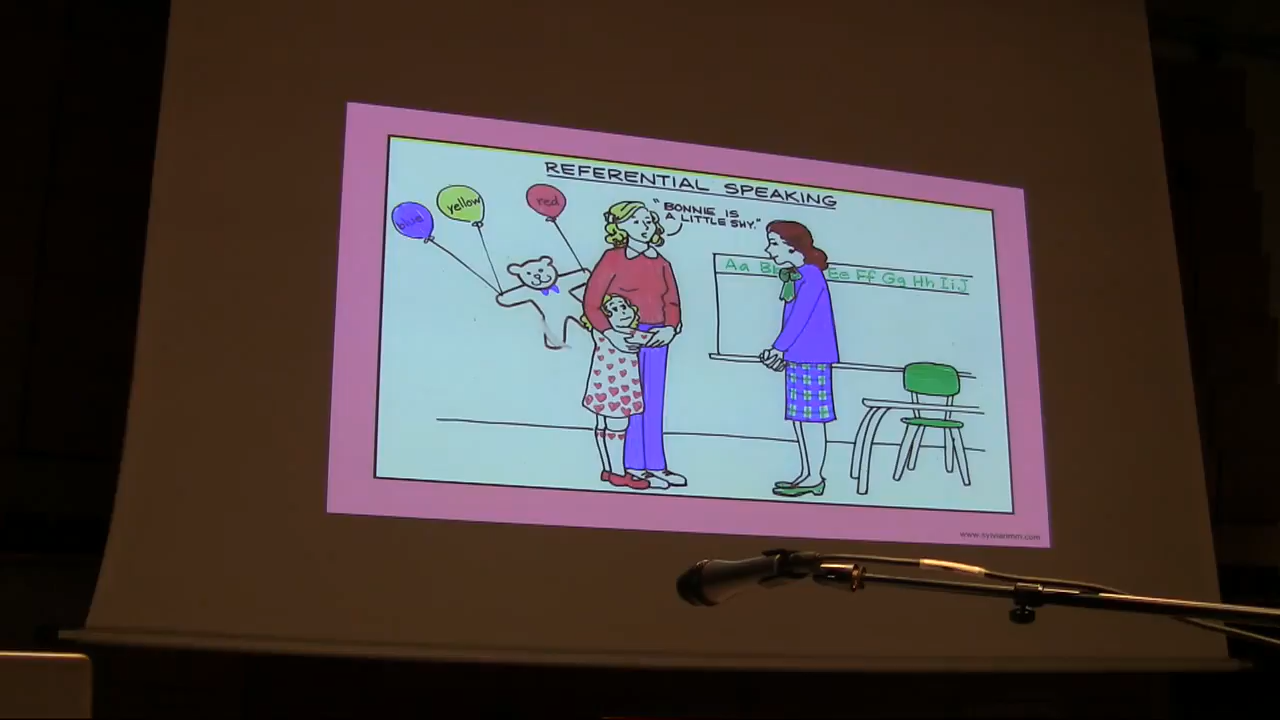 REFERENTIAL SPEAKING
"BONNIE IS
A LITTLE SHY."
blue
yellow
red
Aa Bb Ee Ff Gg Hh Ii J